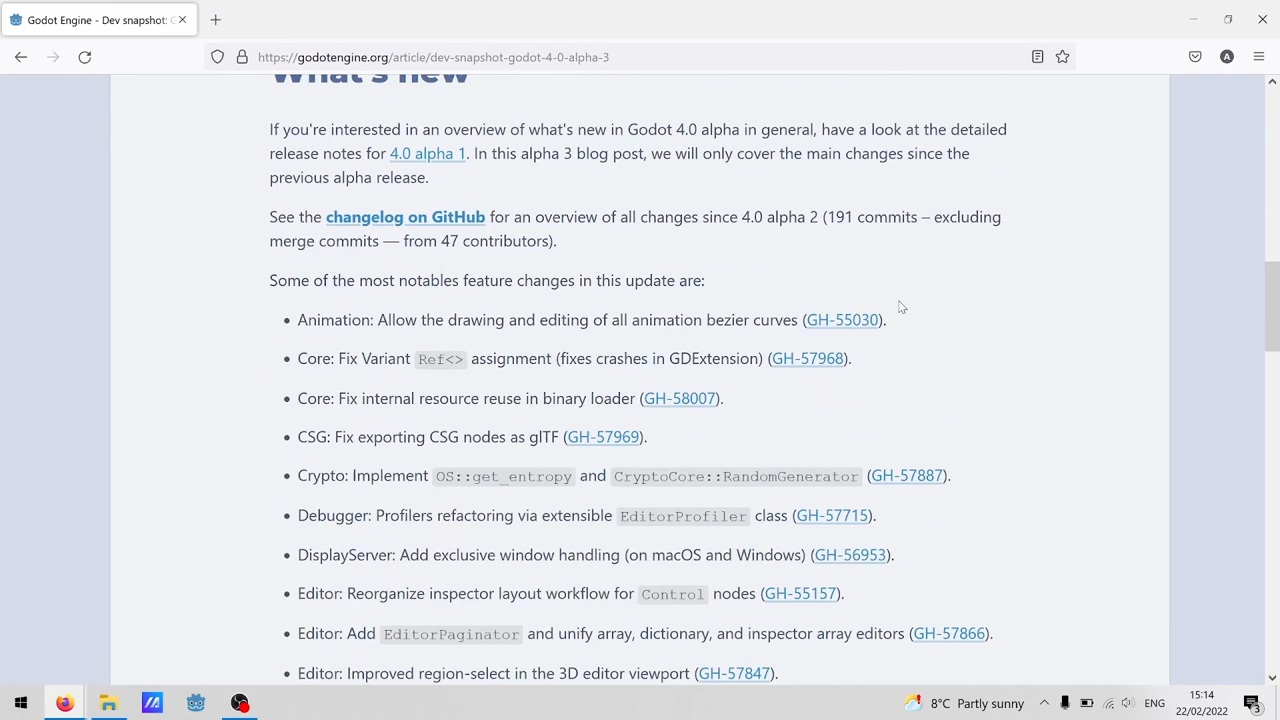 Godot Engine - Dev snapshot:
https://godotengine.org/article/dev-snapshot-godot-4-0-alpha-3
A
What's new
If you're interested in an overview of what's new in Godot 4.0 alpha in general, have a look at the detailed
release notes for 4.0 alpha 1. In this alpha 3 blog post, we will only cover the main changes since the
previous alpha release.
See the changelog on GitHub for an overview of all changes since 4.0 alpha 2 (191 commits – excluding
merge commits — from 47 contributors).
Some of the most notables feature changes in this update are:
• Animation: Allow the drawing and editing of all animation bezier curves (GH-55030).
• Core: Fix Variant Ref<> assignment (fixes crashes in GDExtension) (GH-57968).
• Core: Fix internal resource reuse in binary loader (GH-58007).
• CSG: Fix exporting CSG nodes as glTF (GH-57969).
• Crypto: Implement OS::get_entropy and CryptoCore::RandomGenerator (GH-57887).
• Debugger: Profilers refactoring via extensible EditorProfiler class (GH-57715).
• DisplayServer: Add exclusive window handling (on macOS and Windows) (GH-56953).
• Editor: Reorganize inspector layout workflow for Control nodes (GH-55157).
• Editor: Add EditorPaginator and unify array, dictionary, and inspector array editors (GH-57866).
• Editor: Improved region-select in the 3D editor viewport (GH-57847).
8°C Partly sunny
ENG
15:14
22/02/2022
3